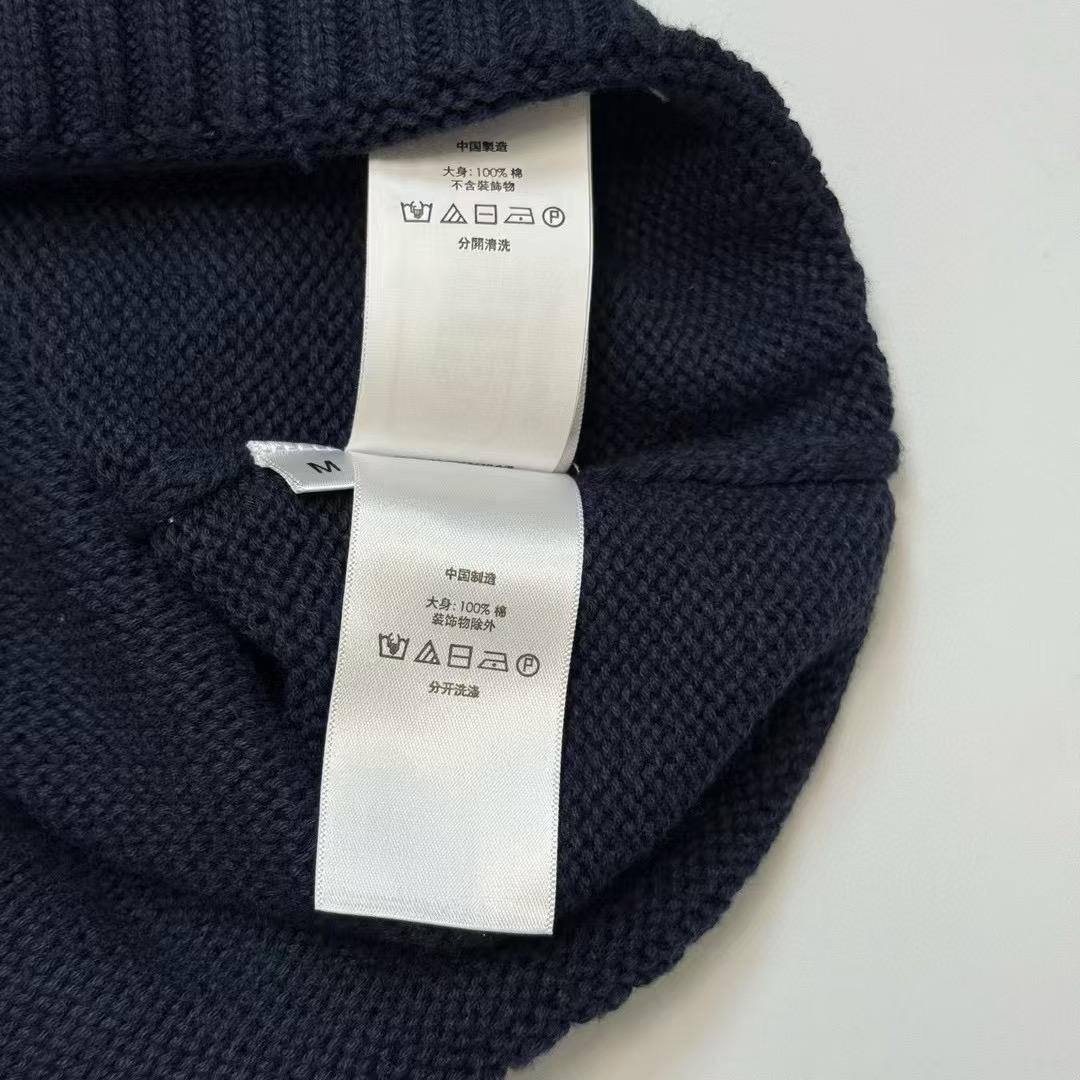 中国製造
大身: 100% 棉
不含裝飾物
P
分開清洗
M
中国制造
大身: 100% 棉
装饰物除外
P
分开洗涤